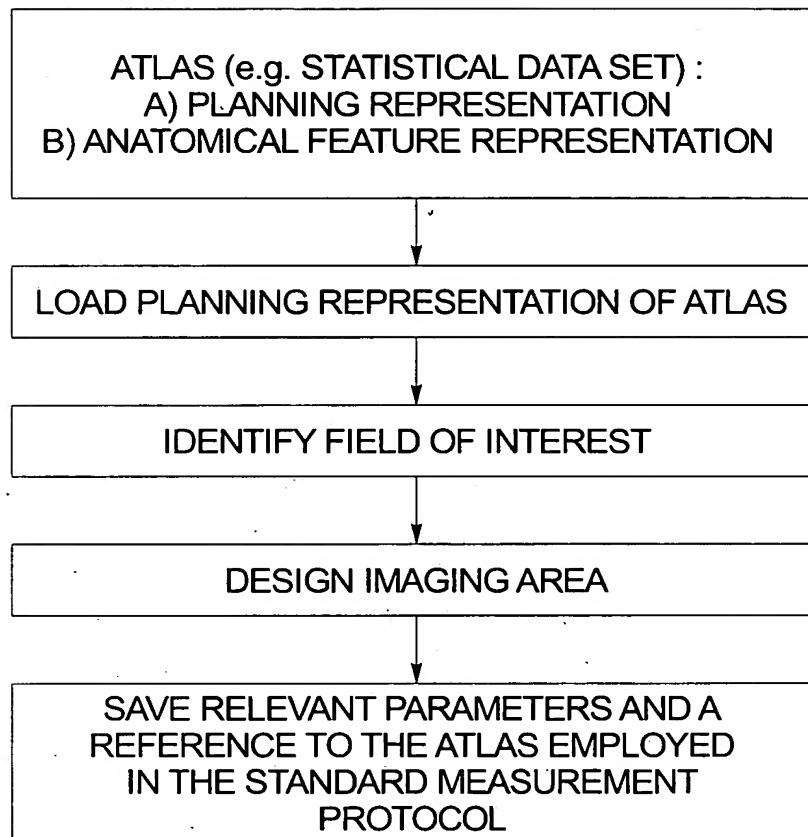 ATLAS (e.g. STATISTICAL DATA SET) :
A) PLANNING REPRESENTATION
B) ANATOMICAL FEATURE REPRESENTATION
LOAD PLANNING REPRESENTATION OF ATLAS
IDENTIFY FIELD OF INTEREST
DESIGN IMAGING AREA
SAVE RELEVANT PARAMETERS AND A
REFERENCE TO THE ATLAS EMPLOYED
IN THE STANDARD MEASUREMENT
PROTOCOL